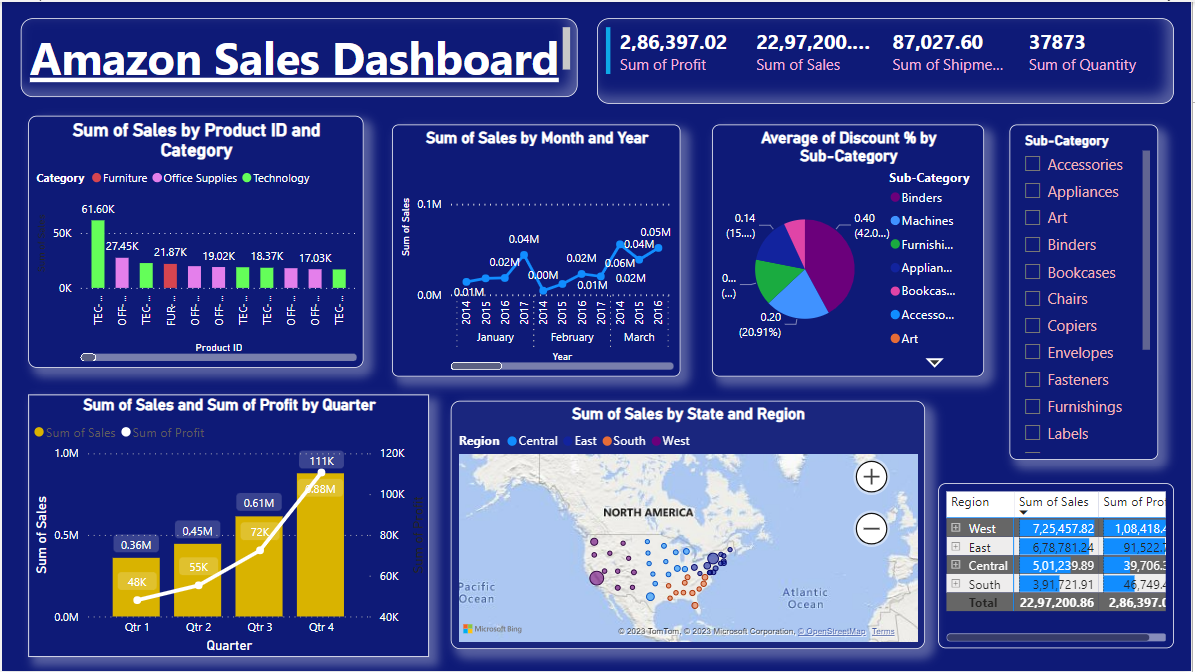 Amazon Sales Dashboard
2,86,397.02 22,97,200.... 87,027.60 37873
Sum of Profit Sum of Sales Sum of Shipme... Sum of Quantity
Sum of Sales by Product ID and
Category
Category Furniture Office Supplies Technology
61.60K
50K
27.45K 21.87K 19.02K 18.37K 17.03K
0K
TEC-... OFF-... TEC-... FUR-... OFF-... OFF-... TEC-... TEC-... OFF-... OFF-... TEC-...
Product ID
Sum of Sales by Month and Year
Sum of Sales
0.1M
0.0M
0.01M 0.02M 0.04M 0.00M 0.02M 0.01M 0.06M 0.04M 0.02M 0.05M
2014 2015 2016 2017 2014 2015 2016 2017 2014 2015 2016
January February March
Year
Average of Discount % by
Sub-Category
Sub-Category
Binders
Machines
Furnishi...
Applian...
Bookcas...
Accesso...
Art
0.40
(42.0...)
0.20
(20.91%)
0...
(...)
0.14
(15....)
Sub-Category
Accessories
Appliances
Art
Binders
Bookcases
Chairs
Copiers
Envelopes
Fasteners
Furnishings
Labels
Sum of Sales and Sum of Profit by Quarter
Sum of Sales Sum of Profit
Sum of Sales
1.0M
0.5M
0.0M
120K
100K
80K
60K
40K
0.36M 0.45M 0.61M 0.88M
48K 55K 72K 111K
Qtr 1 Qtr 2 Qtr 3 Qtr 4
Quarter
Sum of Sales by State and Region
Region Central East South West
NORTH AMERICA
Pacific
Ocean
Atlantic
Ocean
Microsoft Bing
© 2023 TomTom, © 2023 Microsoft Corporation, © OpenStreetMap Terms
Region Sum of Sales Sum of Prof
West 7,25,457.82 1,08,418.4
East 6,78,781.24 91,522.7
Central 5,01,239.89 39,706.3
South 3,91,721.91 46,749.4
Total 22,97,200.86 2,86,397.0